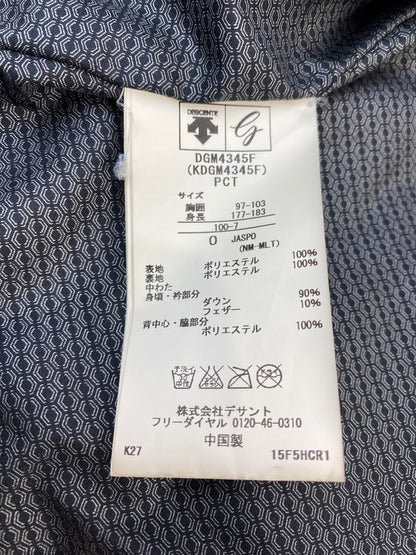 DESCENTE
DGM4345F
(KDGM4345F)
PCT
サイズ
胸囲 97-103
身長 177-183
100-7
O JASPO
(NM-MLT)
表地 ポリエステル 100%
裏地 ポリエステル 100%
中わた
身頃・衿部分
ダウン 90%
フェザー 10%
背中心・脇部分
ポリエステル 100%
中性
株式会社デサント
フリーダイヤル 0120-46-0310
中国製
K27 15F5HCR1